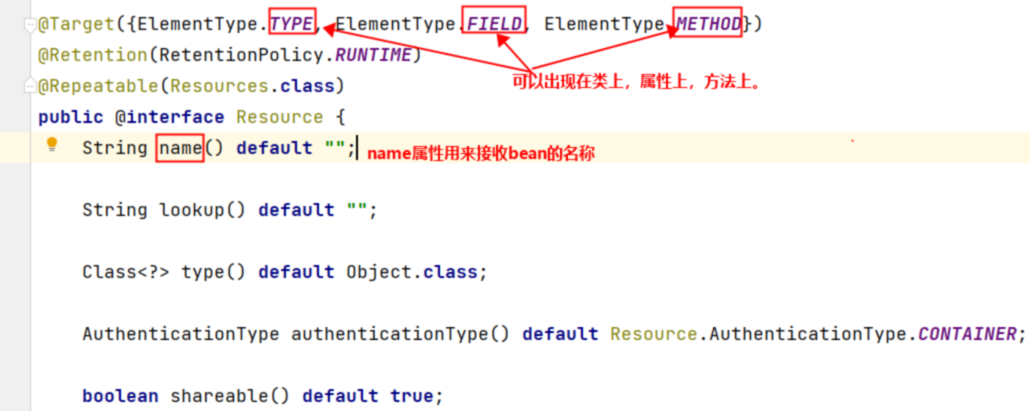 @Target({ElementType.TYPE, ElementType.FIELD, ElementType.METHOD})
@Retention(RetentionPolicy.RUNTIME)
可以出现在类上，属性上，方法上。
@Repeatable(Resources.class)
public @interface Resource {
String name() default "";
name属性用来接收bean的名称
String lookup() default "";
Class<?> type() default Object.class;
AuthenticationType authenticationType() default Resource.AuthenticationType.CONTAINER;
boolean shareable() default true;